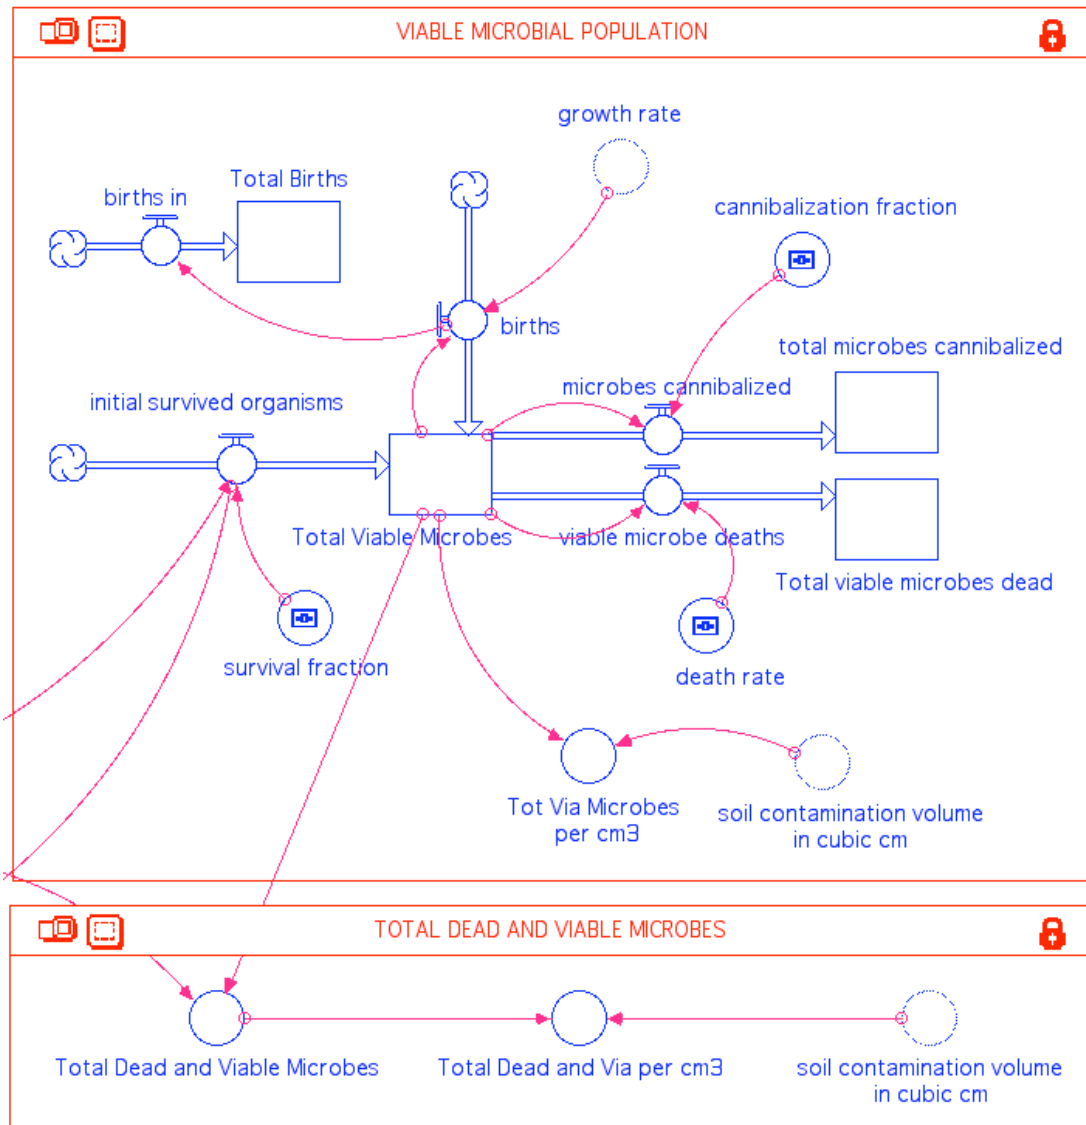 VIABLE MICROBIAL POPULATION
growth rate
Total Births
births in
cannibalization fraction
births
total microbes cannibalized
microbes cannibalized
initial survived organisms
Total Viable Microbes
viable microbe deaths
Total viable microbes dead
survival fraction
death rate
Tot Via Microbes
per cm3
soil contamination volume
in cubic cm
TOTAL DEAD AND VIABLE MICROBES
Total Dead and Viable Microbes
Total Dead and Via per cm3
soil contamination volume
in cubic cm